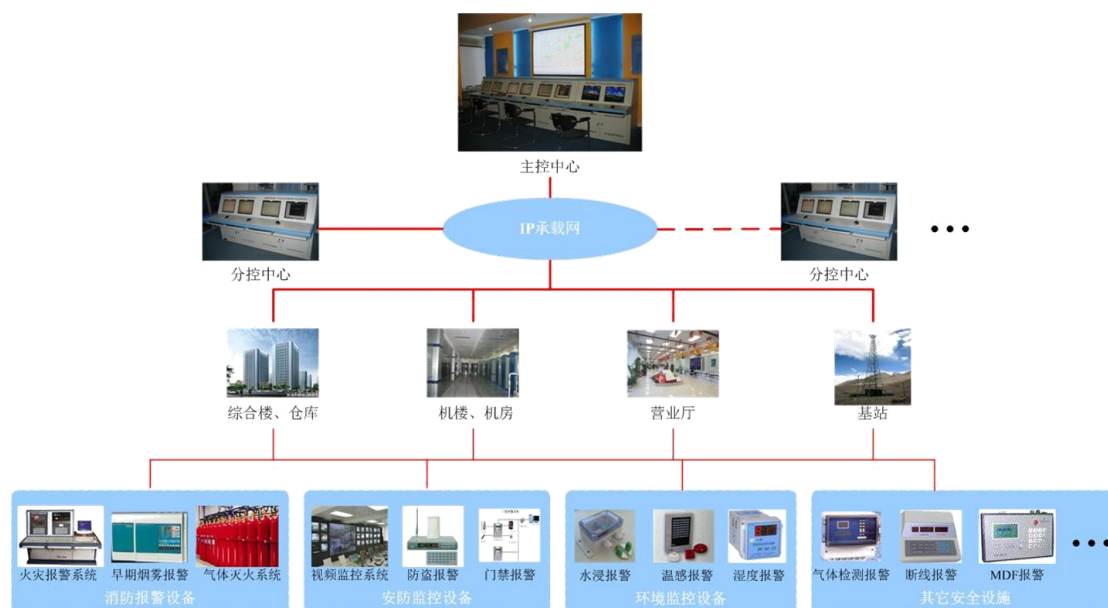 主控中心
IP承载网
分控中心
分控中心
综合楼、仓库
机楼、机房
营业厅
基站
火灾报警系统
早期烟雾报警
气体灭火系统
消防报警设备
视频监控系统
防盗报警
门禁报警
安防监控设备
水浸报警
温感报警
湿度报警
环境监控设备
气体检测报警
断线报警
MDF报警
其它安全设施